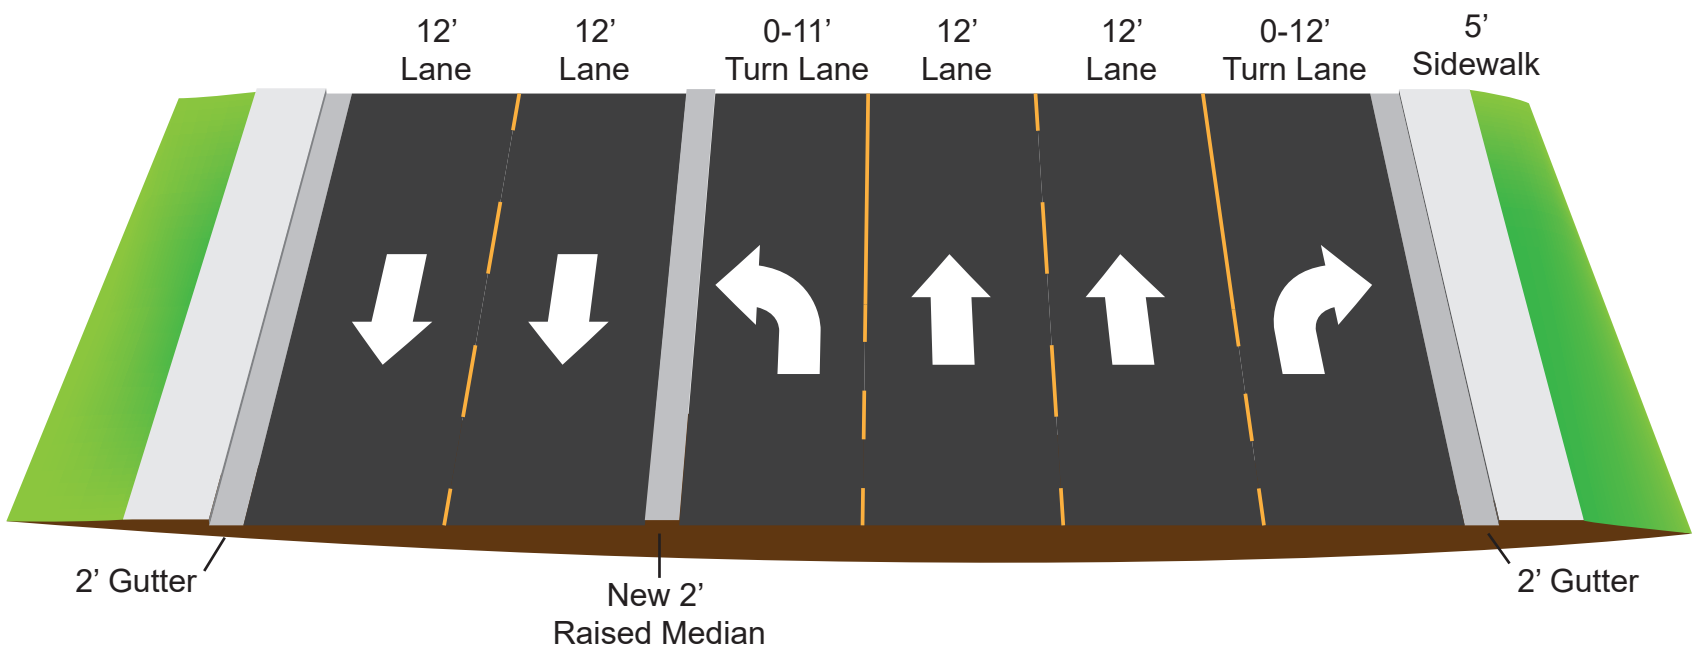 12’
Lane
12’
Lane
0-11’
Turn Lane
12’
Lane
12’
Lane
0-12’
Turn Lane
5’
Sidewalk
2’ Gutter
New 2’
Raised Median
2’ Gutter